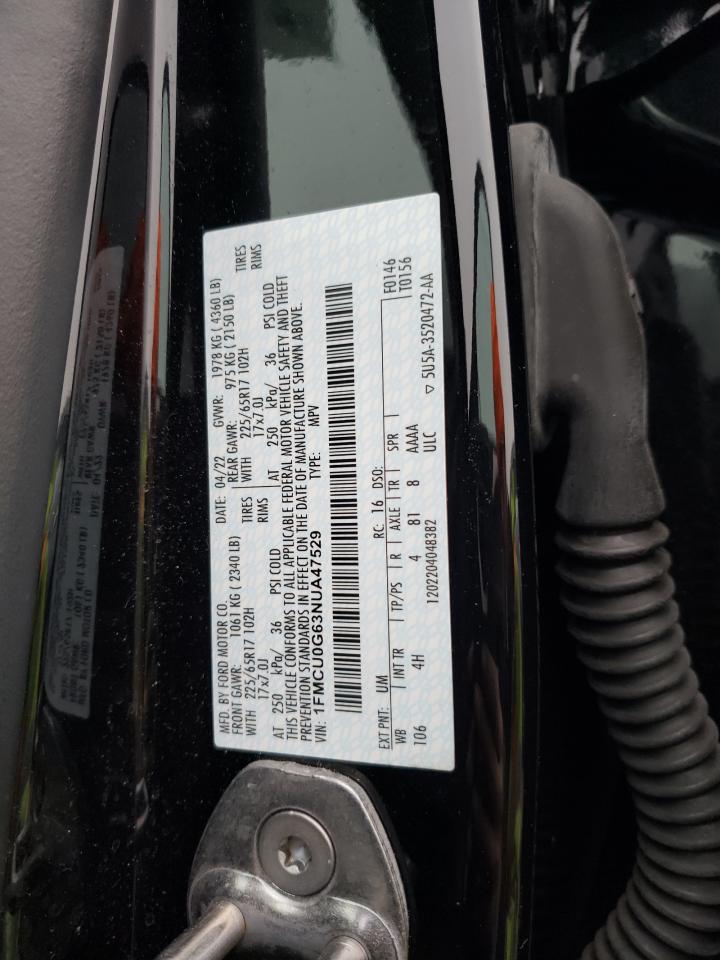 MFD. BY FORD MOTOR CO. DATE: 04/22 GVWR: 1978 KG ( 4360 LB)
FRONT GAWR: 1061 KG ( 2340 LB) REAR GAWR: 975 KG ( 2150 LB)
WITH 225/65R17 102H TIRES WITH 225/65R17 102H TIRES
17x7.0J RIMS 17x7.0J RIMS
AT 250 kPa/ 36 PSI COLD AT 250 kPa/ 36 PSI COLD
THIS VEHICLE CONFORMS TO ALL APPLICABLE FEDERAL MOTOR VEHICLE SAFETY AND THEFT
PREVENTION STANDARDS IN EFFECT ON THE DATE OF MANUFACTURE SHOWN ABOVE.
VIN: 1FMCU0G63NUA47529 TYPE: MPV
EXT PNT: UM RC: 16 DSO: F0146
WB INT TR TP/PS R AXLE TR SPR T0156
106 4H 4 81 8 AAAA
1202204048382 ULC ▽ 5U5A-3520472-AA